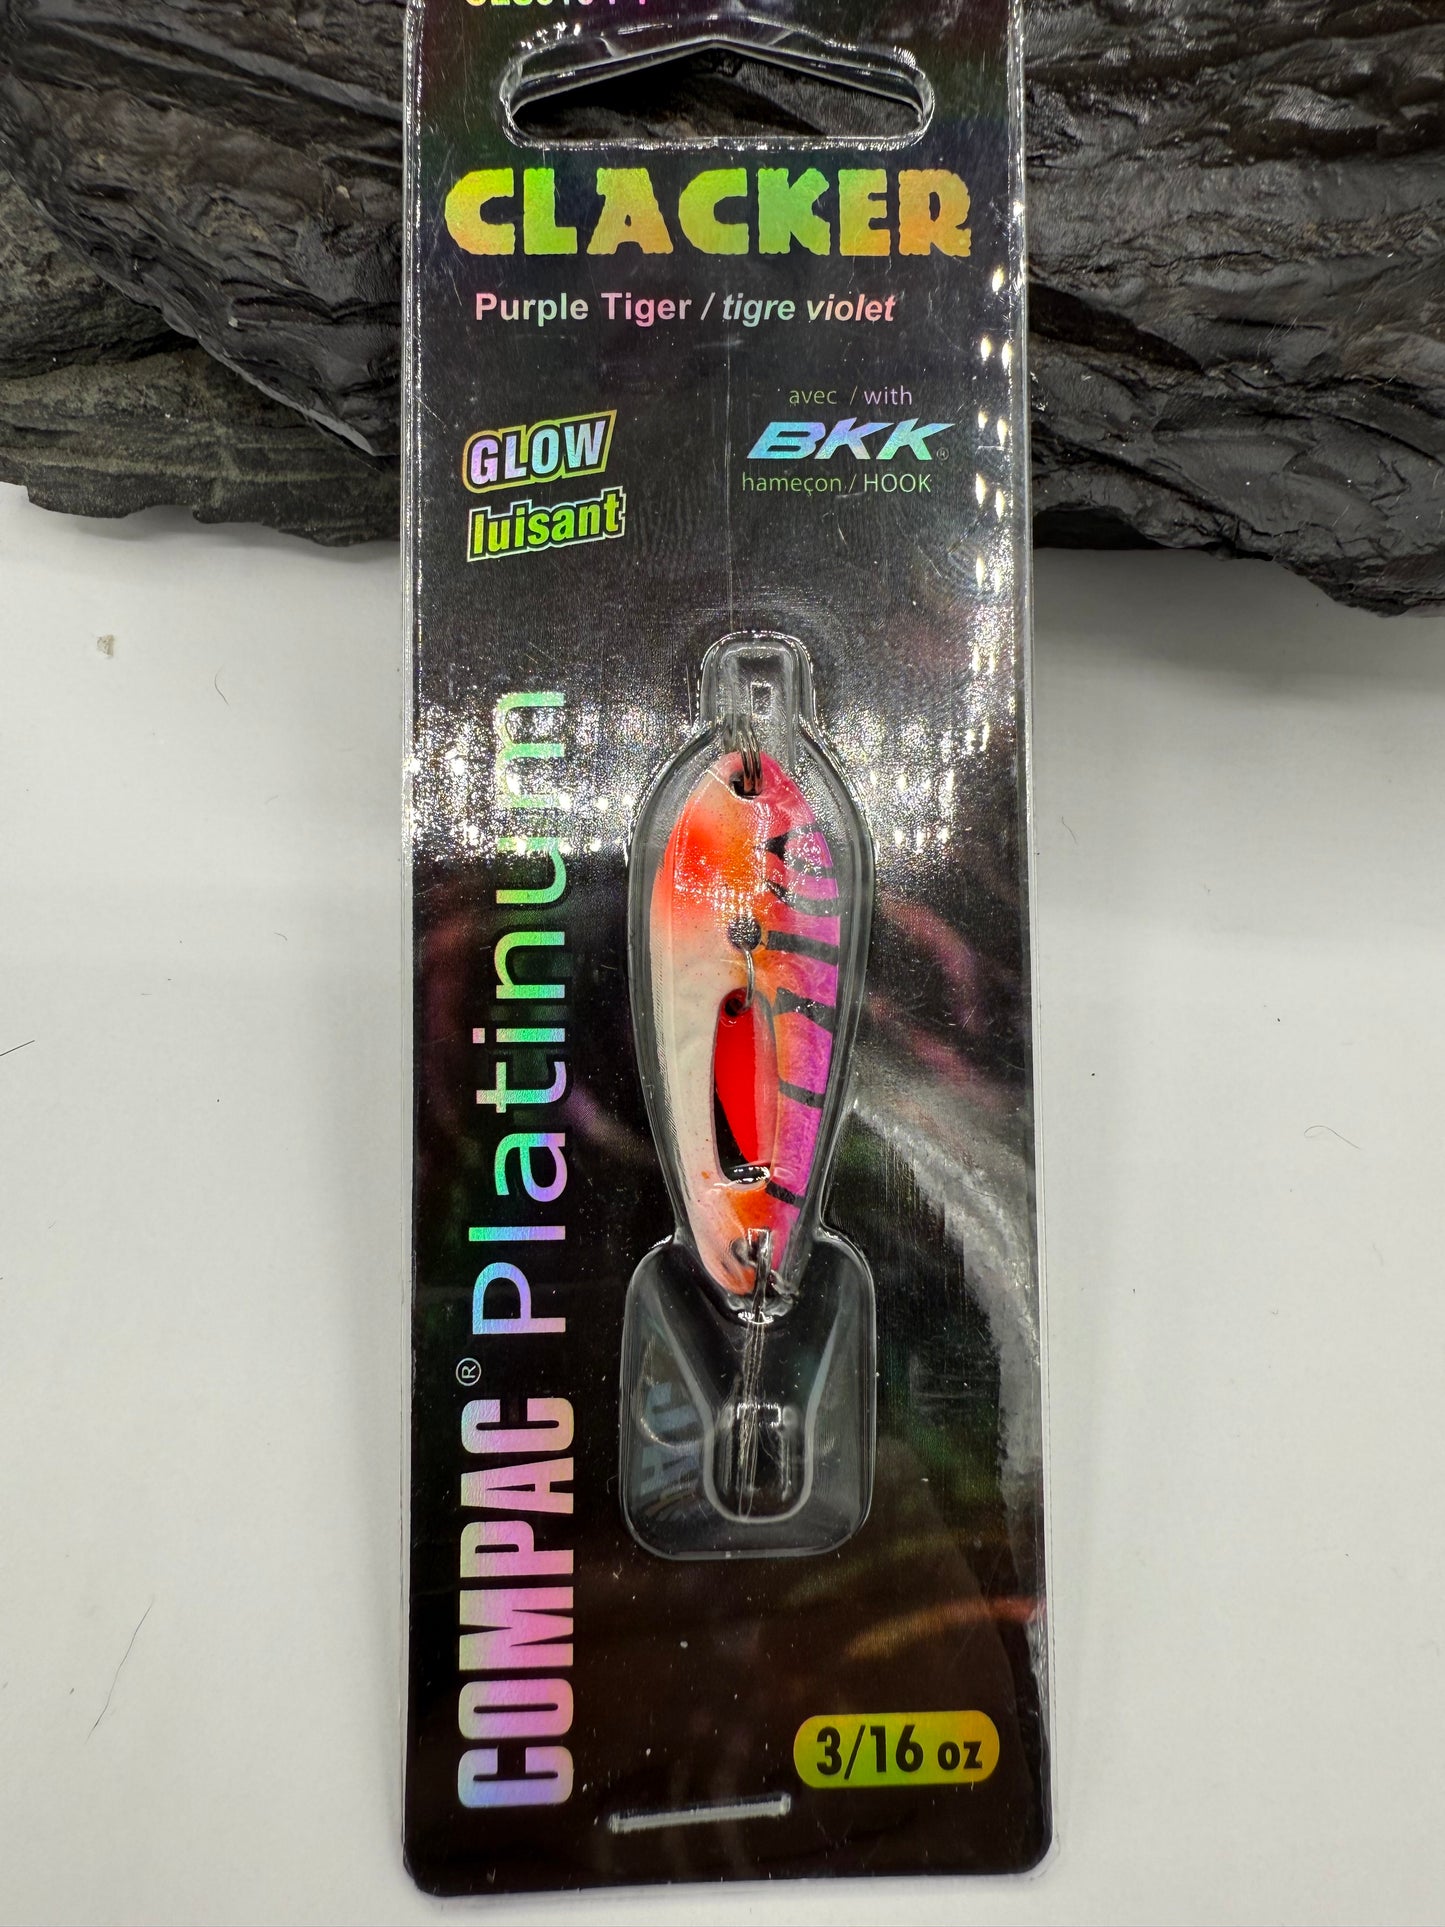 CLACKER
Purple Tiger / tigre violet
GLOW
luisant
avec / with
BKK®
hameçon / HOOK
COMPAC® Platinum
3/16 oz